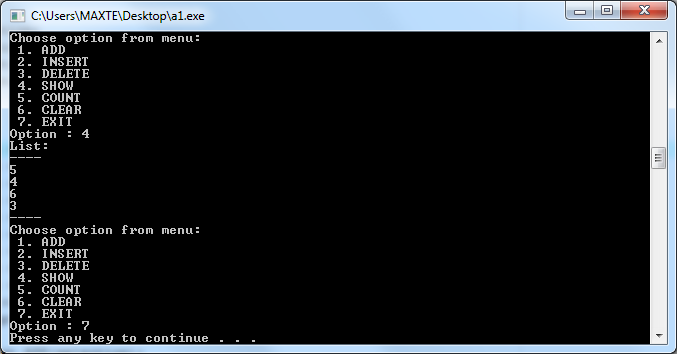 C:\Users\MAXTE\Desktop\a1.exe
Choose option from menu:
1. ADD
2. INSERT
3. DELETE
4. SHOW
5. COUNT
6. CLEAR
7. EXIT
Option : 4
List:
----
5
4
6
3
----
Choose option from menu:
1. ADD
2. INSERT
3. DELETE
4. SHOW
5. COUNT
6. CLEAR
7. EXIT
Option : 7
Press any key to continue . . .